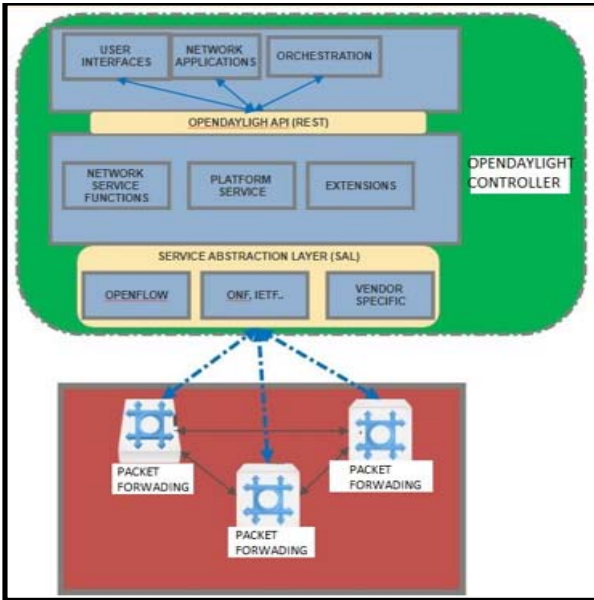 USER
INTERFACES
NETWORK
APPLICATIONS
ORCHESTRATION
OPENDAYLIGH API (REST)
NETWORK
SERVICE
FUNCTIONS
PLATFORM
SERVICE
EXTENSIONS
OPENDAYLIGHT
CONTROLLER
SERVICE ABSTRACTION LAYER (SAL)
OPENFLOW
ONF, IETF..
VENDOR
SPECIFIC
PACKET
FORWADING
PACKET
FORWADING
PACKET
FORWADING